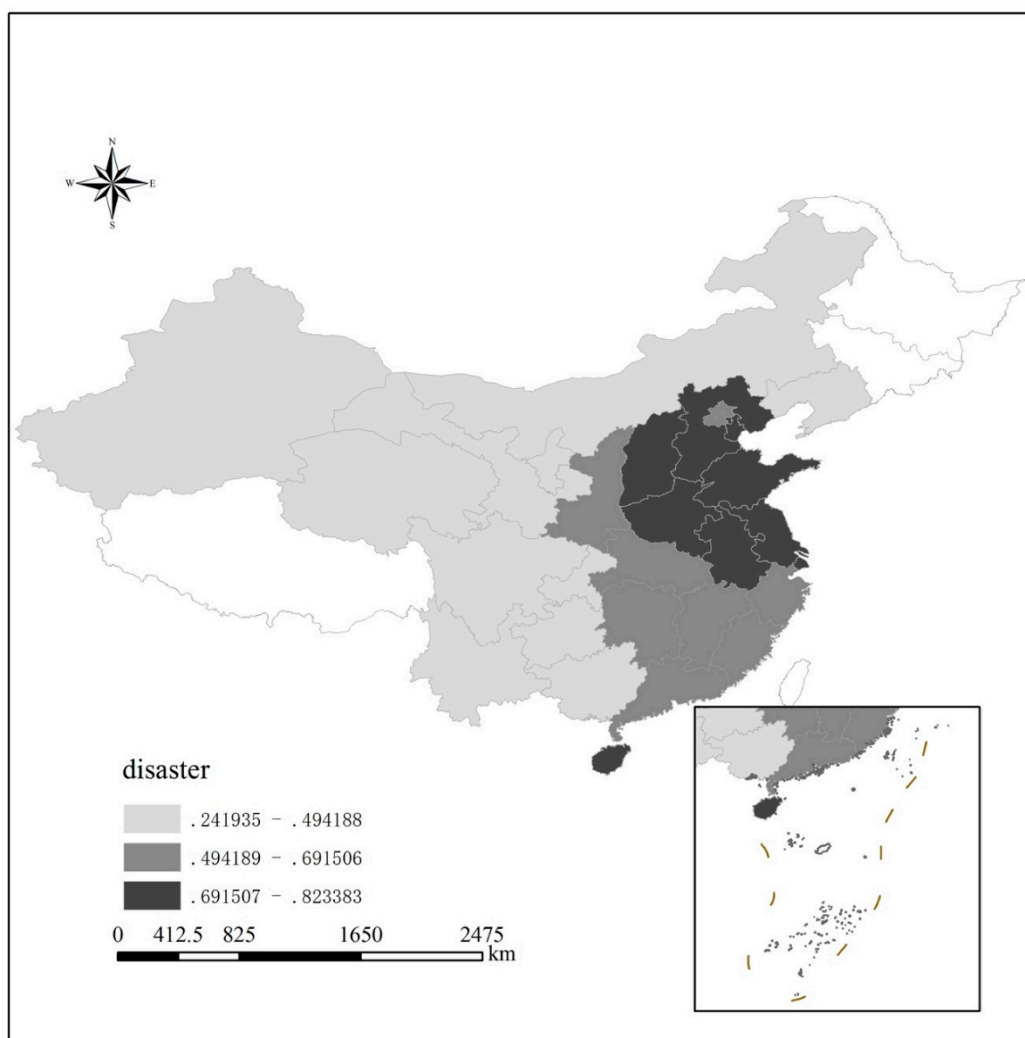 N
W E
S
disaster
.241935 - .494188
.494189 - .691506
.691507 - .823383
0 412.5 825 1650 2475
km